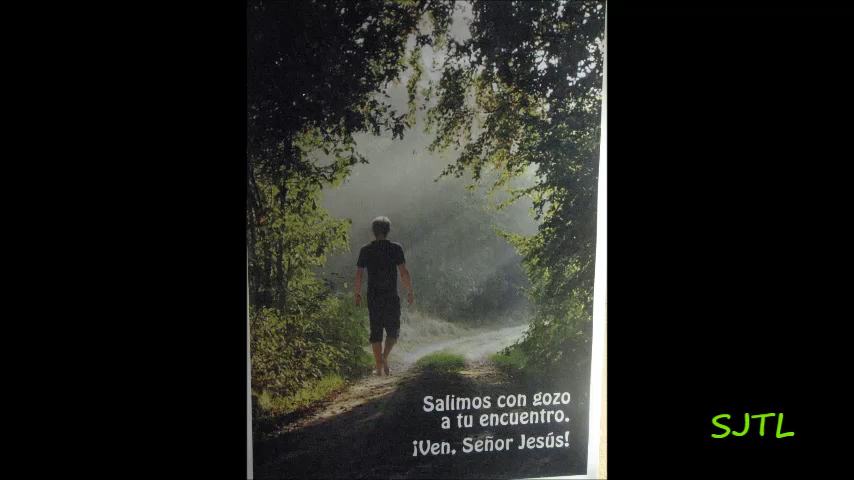 Salimos con gozo
a tu encuentro.
¡Ven, Señor Jesús!
SJTL